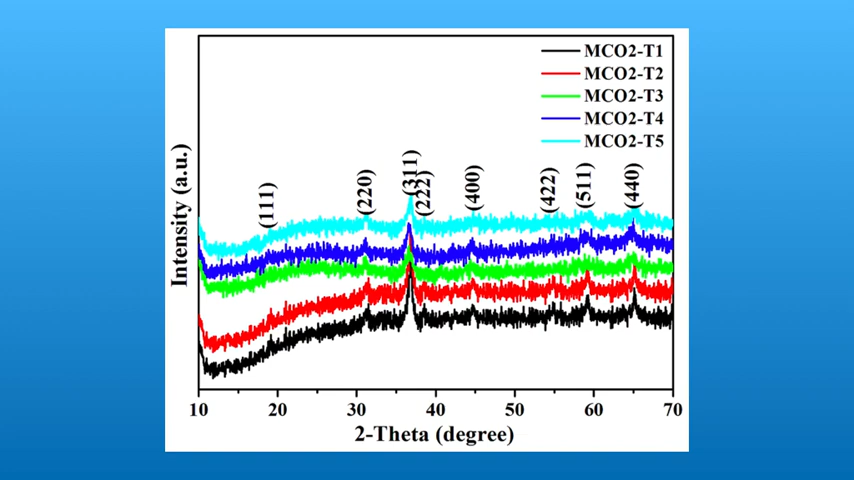 MCO2-T1
MCO2-T2
MCO2-T3
MCO2-T4
MCO2-T5
(111)
(220)
(311)
(222)
(400)
(422)
(511)
(440)
Intensity (a.u.)
10 20 30 40 50 60 70
2-Theta (degree)